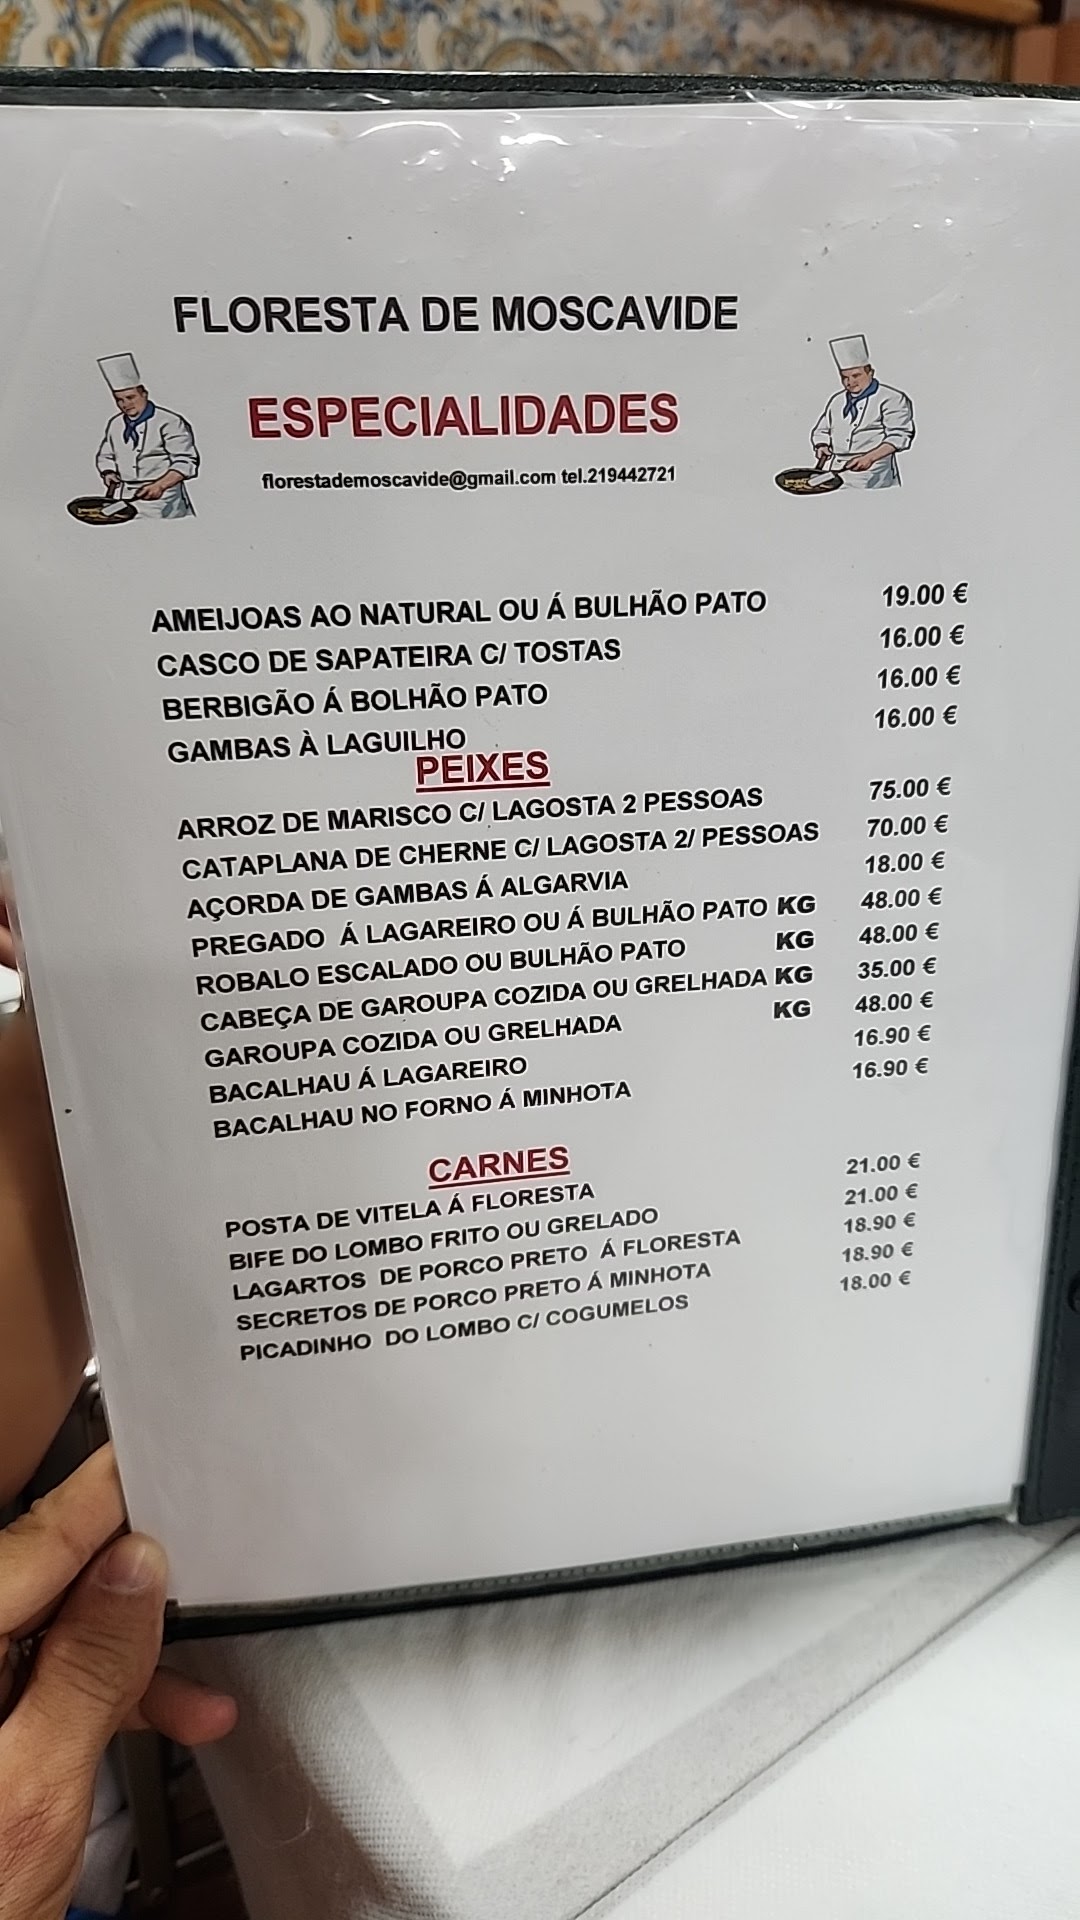 FLORESTA DE MOSCAVIDE
ESPECIALIDADES
florestademoscavide@gmail.com tel.219442721
AMEIJOAS AO NATURAL OU Á BULHÃO PATO 19.00 €
CASCO DE SAPATEIRA C/ TOSTAS 16.00 €
BERBIGÃO Á BOLHÃO PATO 16.00 €
GAMBAS À LAGUILHO 16.00 €
PEIXES
ARROZ DE MARISCO C/ LAGOSTA 2 PESSOAS 75.00 €
CATAPLANA DE CHERNE C/ LAGOSTA 2/ PESSOAS 70.00 €
AÇORDA DE GAMBAS Á ALGARVIA 18.00 €
PREGADO Á LAGAREIRO OU Á BULHÃO PATO KG 48.00 €
ROBALO ESCALADO OU BULHÃO PATO KG 48.00 €
CABEÇA DE GAROUPA COZIDA OU GRELHADA KG 35.00 €
GAROUPA COZIDA OU GRELHADA KG 48.00 €
BACALHAU Á LAGAREIRO 16.90 €
BACALHAU NO FORNO Á MINHOTA 16.90 €
CARNES
POSTA DE VITELA Á FLORESTA 21.00 €
BIFE DO LOMBO FRITO OU GRELADO 21.00 €
LAGARTOS DE PORCO PRETO Á FLORESTA 18.90 €
SECRETOS DE PORCO PRETO Á MINHOTA 18.90 €
PICADINHO DO LOMBO C/ COGUMELOS 18.00 €